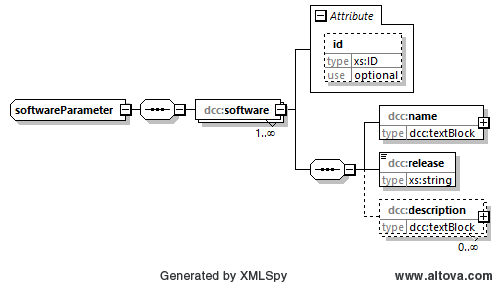 Attribute
id
type xs:ID
use optional
softwareParameter
dcc:software
1..∞
dcc:name
type dcc:textBlock
dcc:release
type xs:string
dcc:description
type dcc:textBlock
0..∞
Generated by XMLSpy
www.altova.com